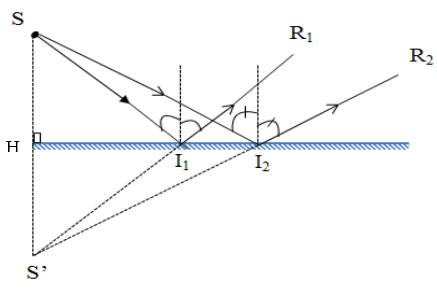 S
R₁
R₂
H
I₁
I₂
S’